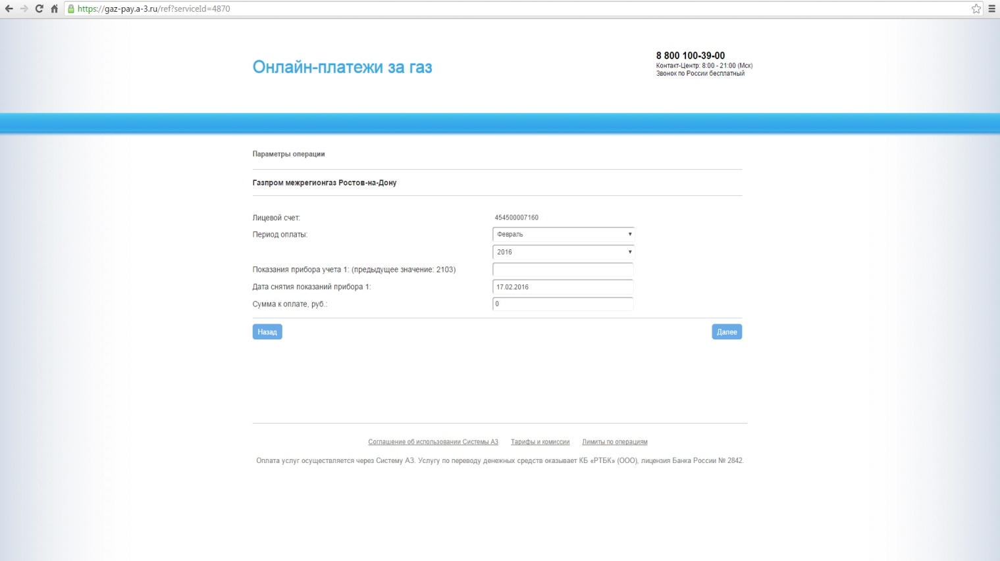 https://gaz-pay.a-3.ru/ref?serviceId=4870
Онлайн-платежи за газ
8 800 100-39-00
Контакт-Центр: 8:00 - 21:00 (Мск)
Звонок по России бесплатный
Параметры операции
Газпром межрегионгаз Ростов-на-Дону
Лицевой счет: 454500007160
Период оплаты: Февраль
2016
Показания прибора учета 1: (предыдущее значение: 2103)
Дата снятия показаний прибора 1: 17.02.2016
Сумма к оплате, руб.: 0
Назад Далее
Соглашение об использовании Системы А3 Тарифы и комиссии Лимиты по операциям
Оплата услуг осуществляется через Систему А3. Услугу по переводу денежных средств оказывает КБ «РТБК» (ООО), лицензия Банка России № 2842.